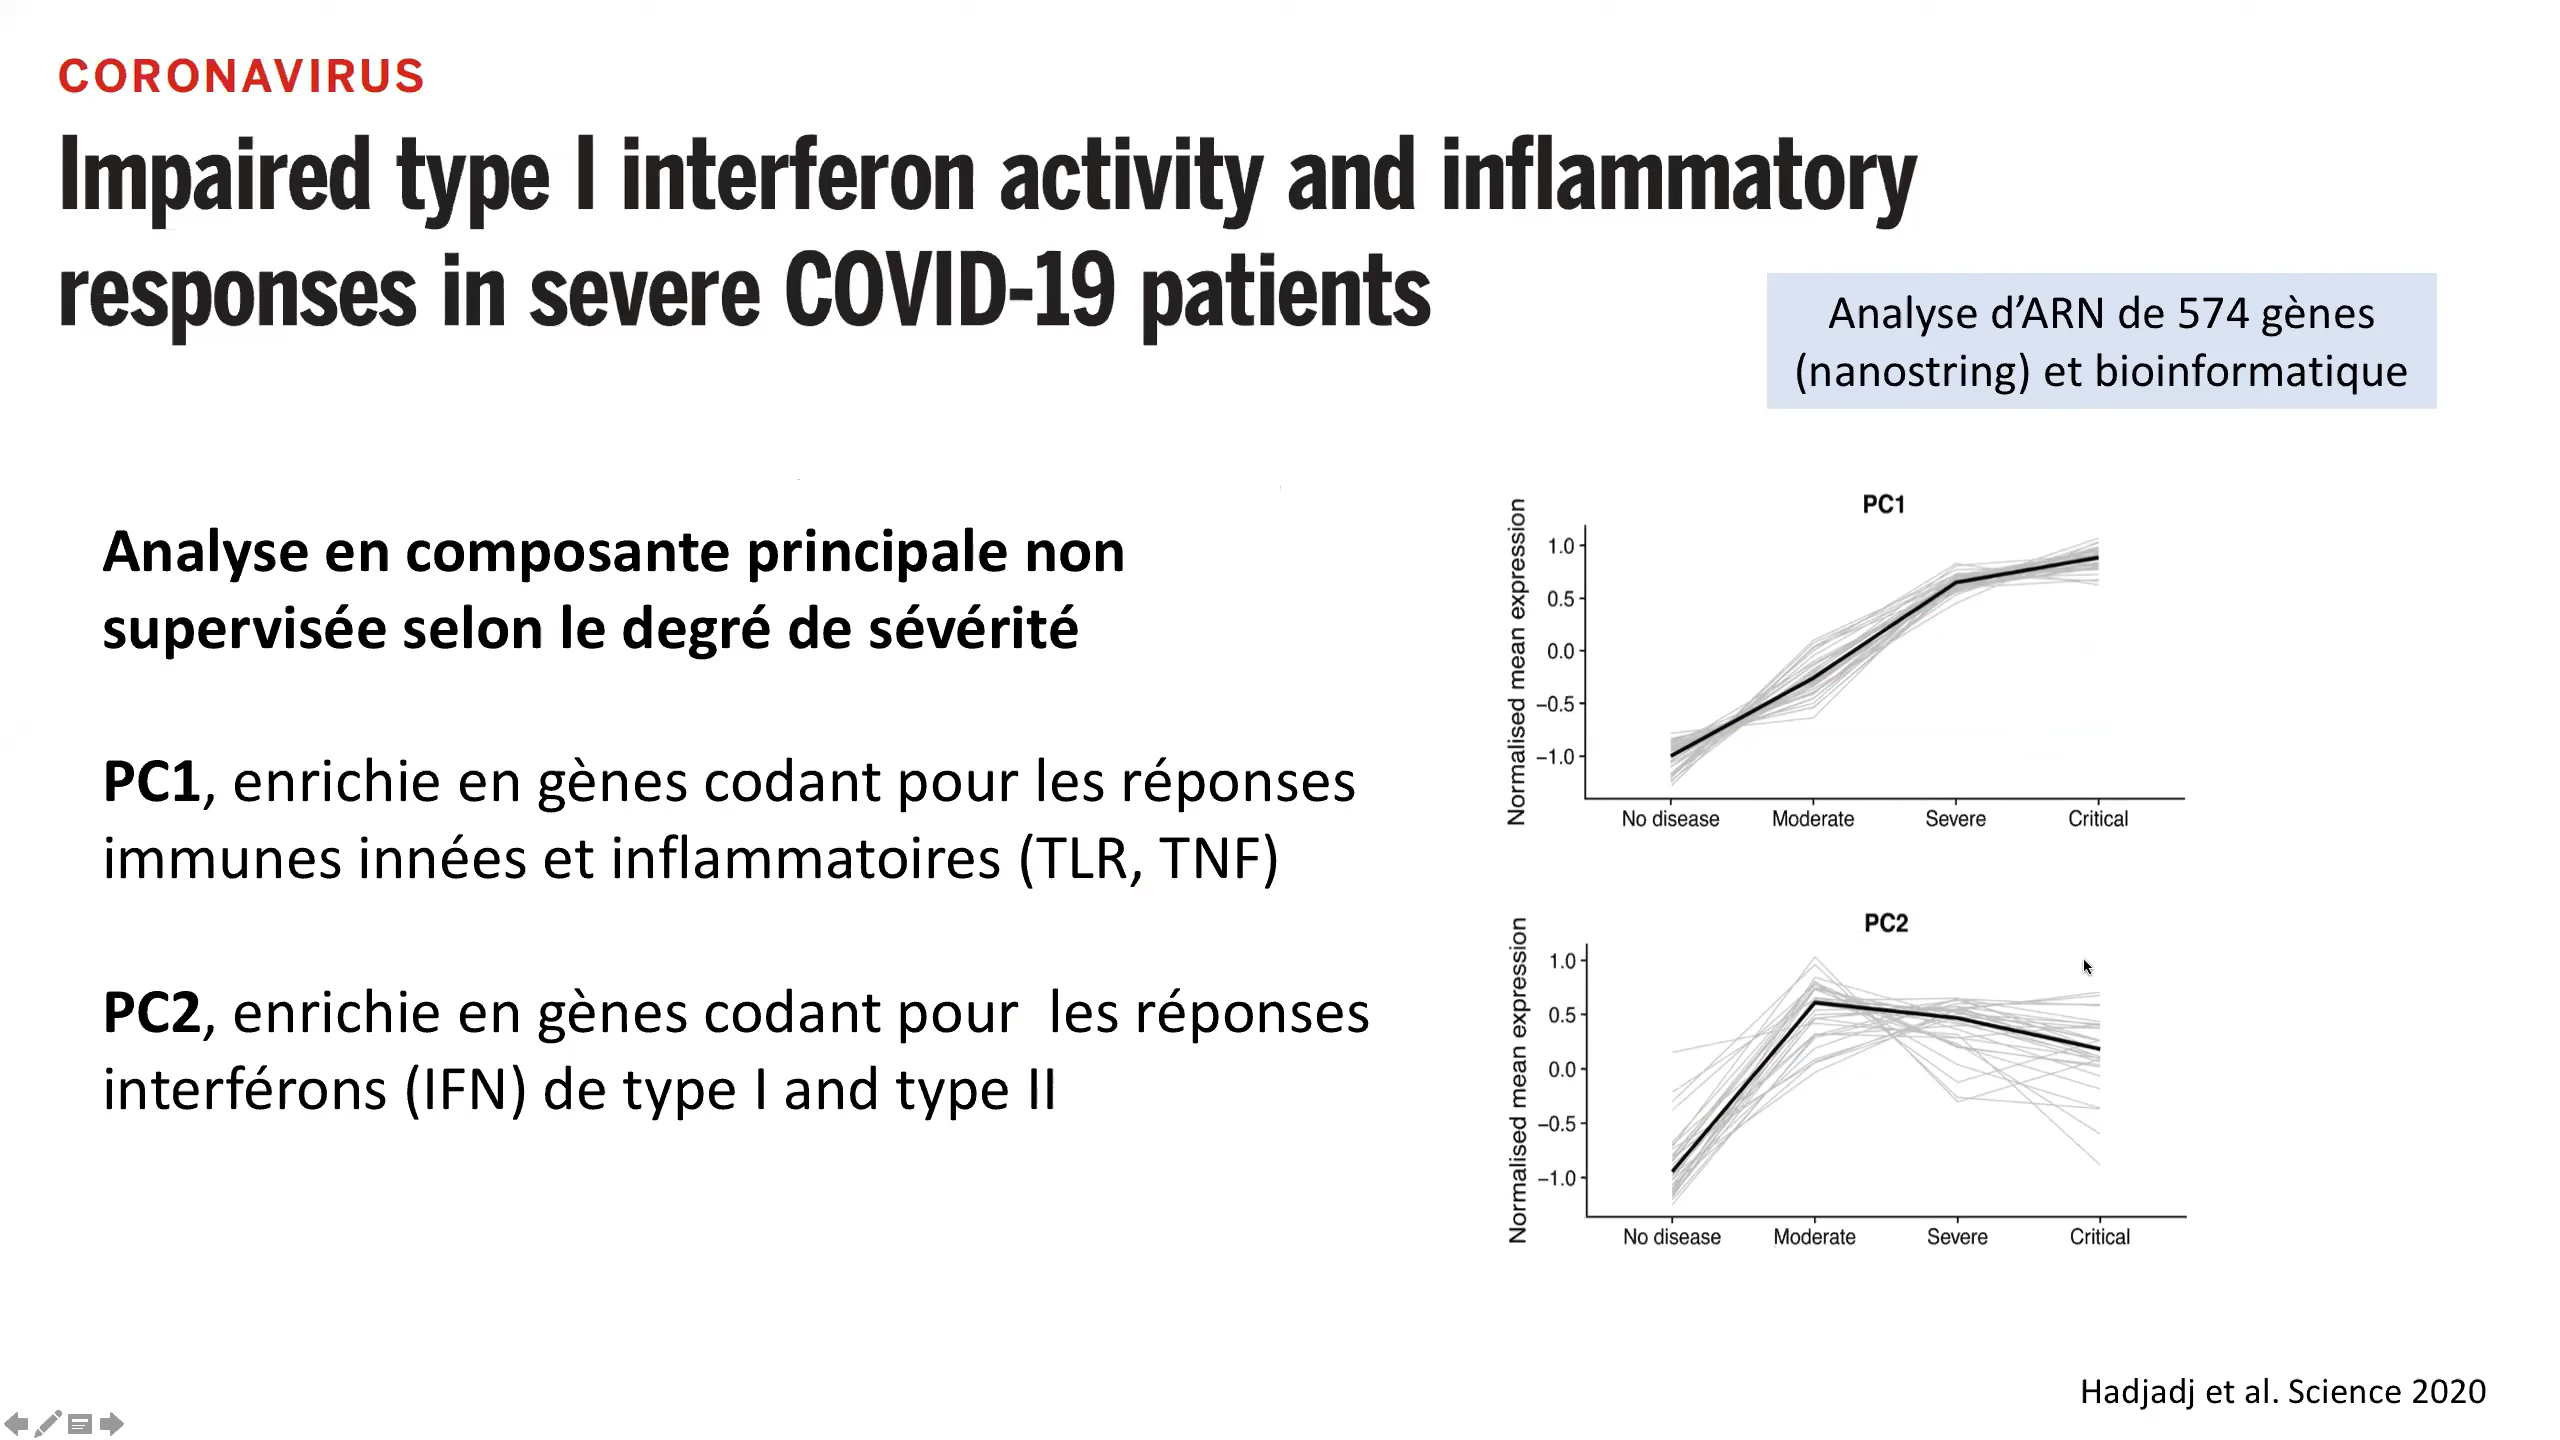 CORONAVIRUS
Impaired type I interferon activity and inflammatory
responses in severe COVID-19 patients
Analyse d’ARN de 574 gènes
(nanostring) et bioinformatique
Analyse en composante principale non
supervisée selon le degré de sévérité
PC1, enrichie en gènes codant pour les réponses
immunes innées et inflammatoires (TLR, TNF)
PC2, enrichie en gènes codant pour  les réponses
interférons (IFN) de type I and type II
PC1
Normalised mean expression
1.0
0.5
0.0
−0.5
−1.0
No disease Moderate Severe Critical
PC2
Normalised mean expression
1.0
0.5
0.0
−0.5
−1.0
No disease Moderate Severe Critical
Hadjadj et al. Science 2020